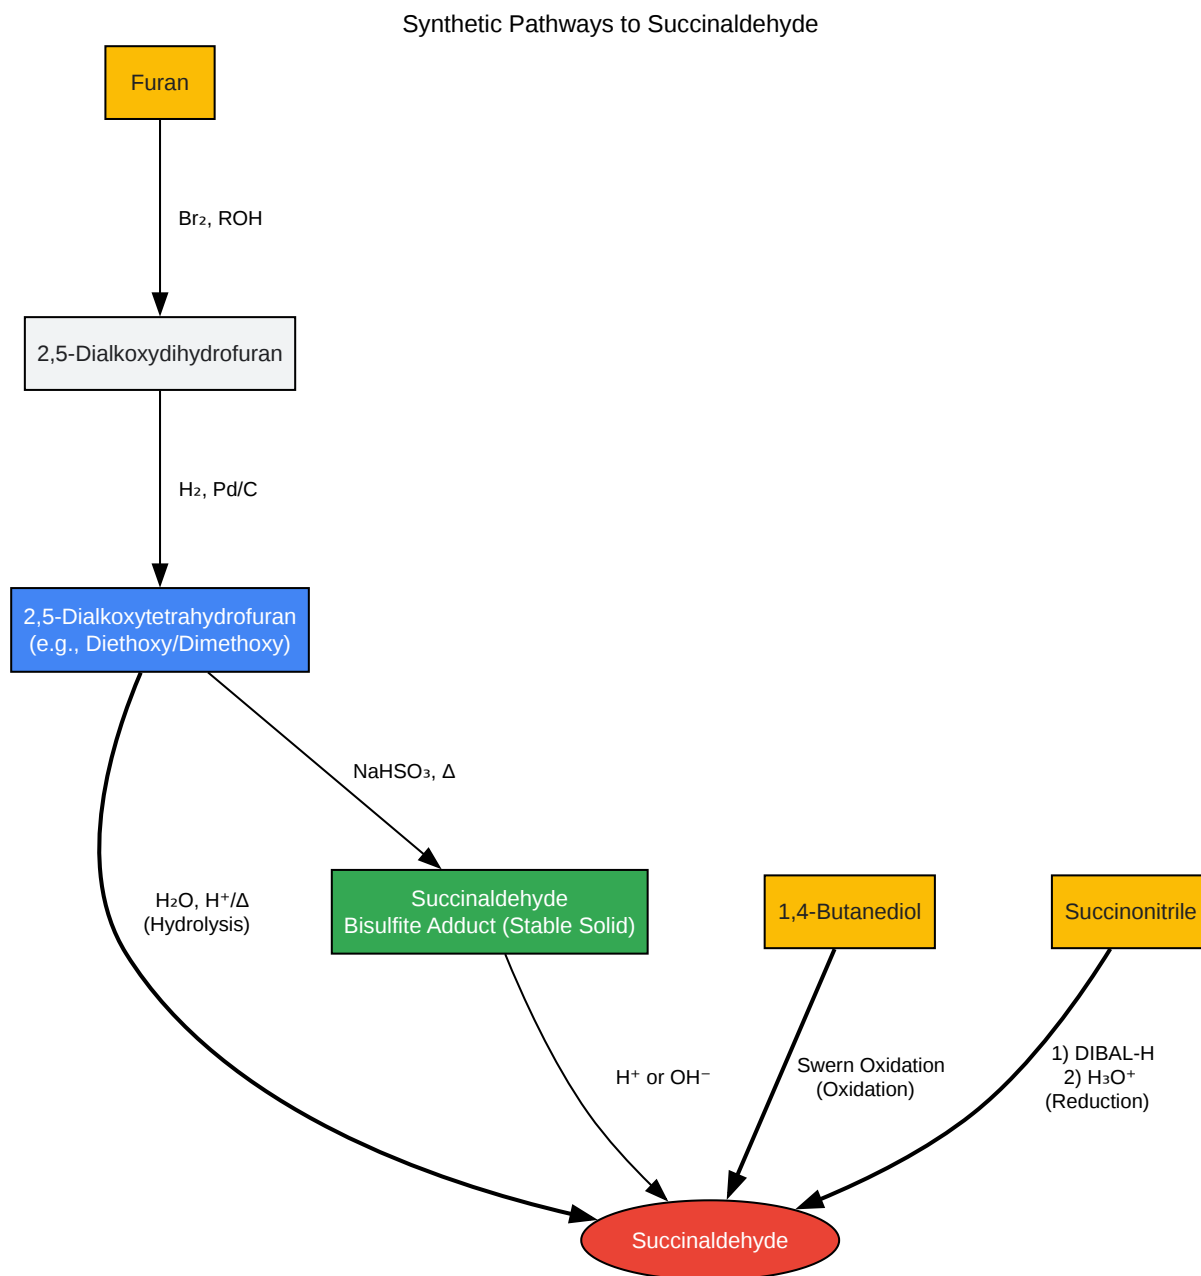 Synthetic Pathways to Succinaldehyde
Furan
Br₂, ROH
2,5-Dialkoxydihydrofuran
H₂, Pd/C
2,5-Dialkoxytetrahydrofuran
(e.g., Diethoxy/Dimethoxy)
NaHSO₃, Δ
H₂O, H⁺/Δ
(Hydrolysis)
Succinaldehyde
Bisulfite Adduct (Stable Solid)
1,4-Butanediol
Succinonitrile
H⁺ or OH⁻
Swern Oxidation
(Oxidation)
1) DIBAL-H
2) H₃O⁺
(Reduction)
Succinaldehyde